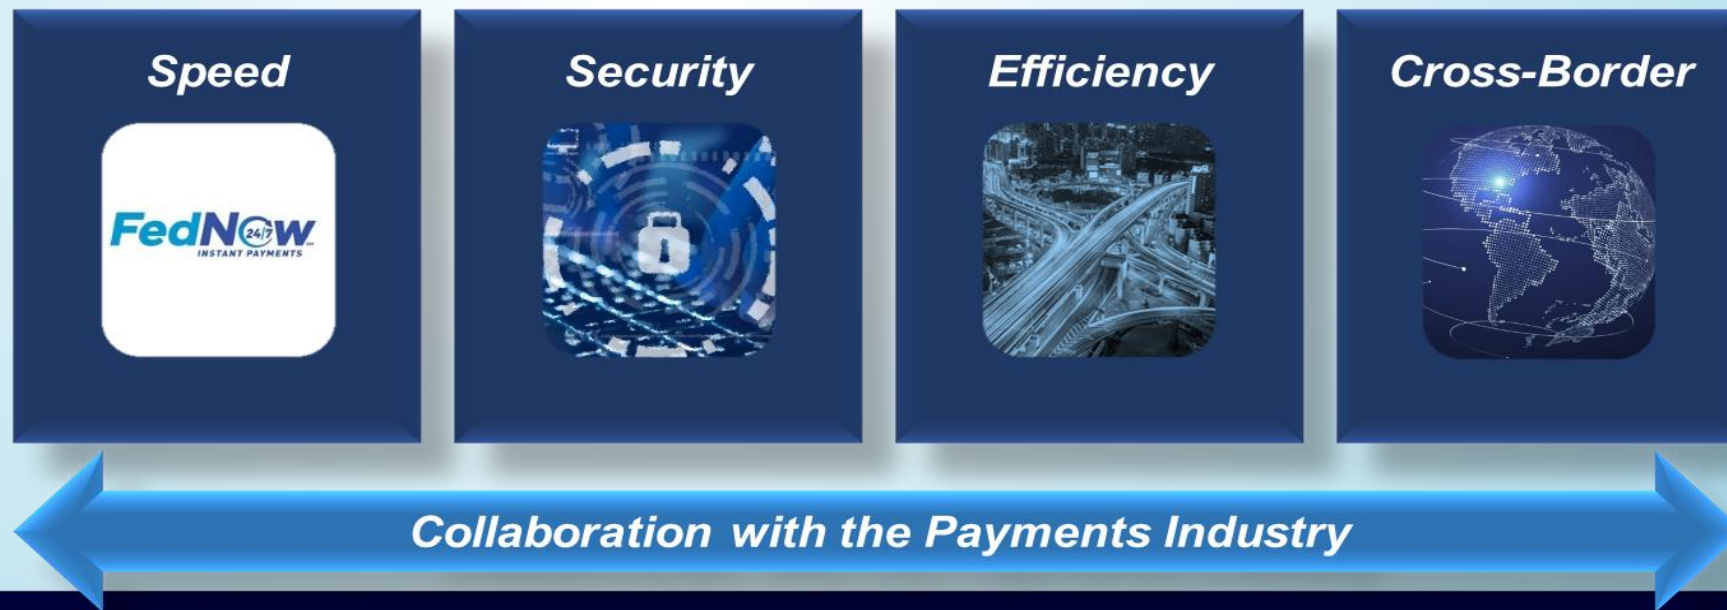 Speed
Security
Efficiency
Cross-Border
FedNow
24/7
INSTANT PAYMENTS
Collaboration with the Payments Industry